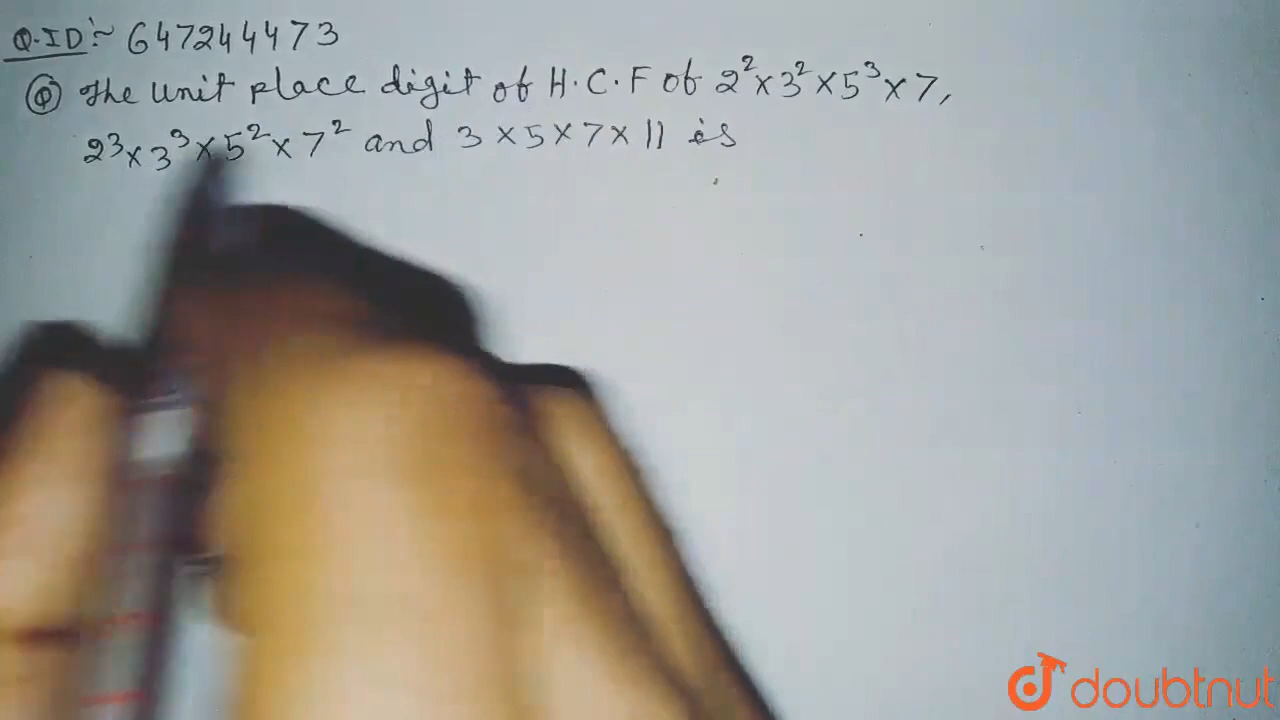 Q.ID:~ 647244473
Q The unit place digit of H.C.F of 2² × 3² × 5³ × 7,
2³ × 3³ × 5² × 7² and 3 × 5 × 7 × 11 is
doubtnut